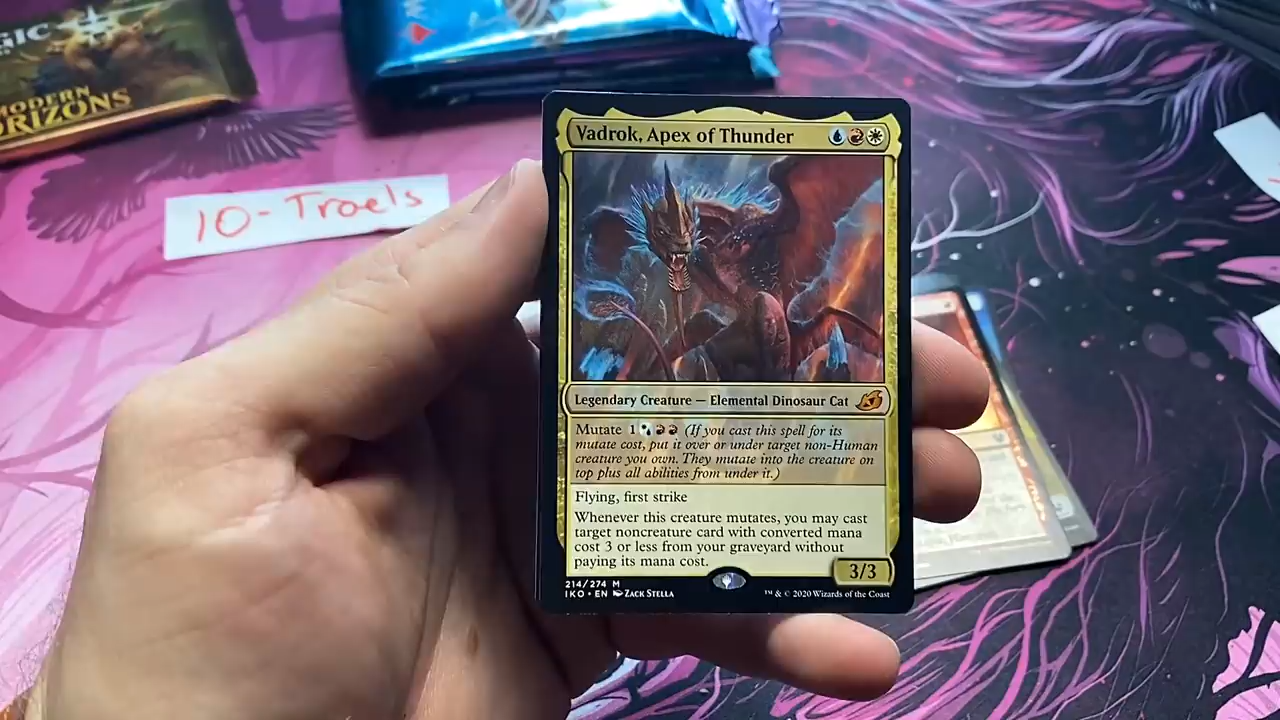 MODERN
HORIZONS
10-Troels
Vadrok, Apex of Thunder
Legendary Creature — Elemental Dinosaur Cat
Mutate 1 (If you cast this spell for its
mutate cost, put it over or under target non-Human
creature you own. They mutate into the creature on
top plus all abilities from under it.)
Flying, first strike
Whenever this creature mutates, you may cast
target noncreature card with converted mana
cost 3 or less from your graveyard without
paying its mana cost.
3/3
214/274 M
IKO • EN ZACK STELLA
™ & © 2020 Wizards of the Coast